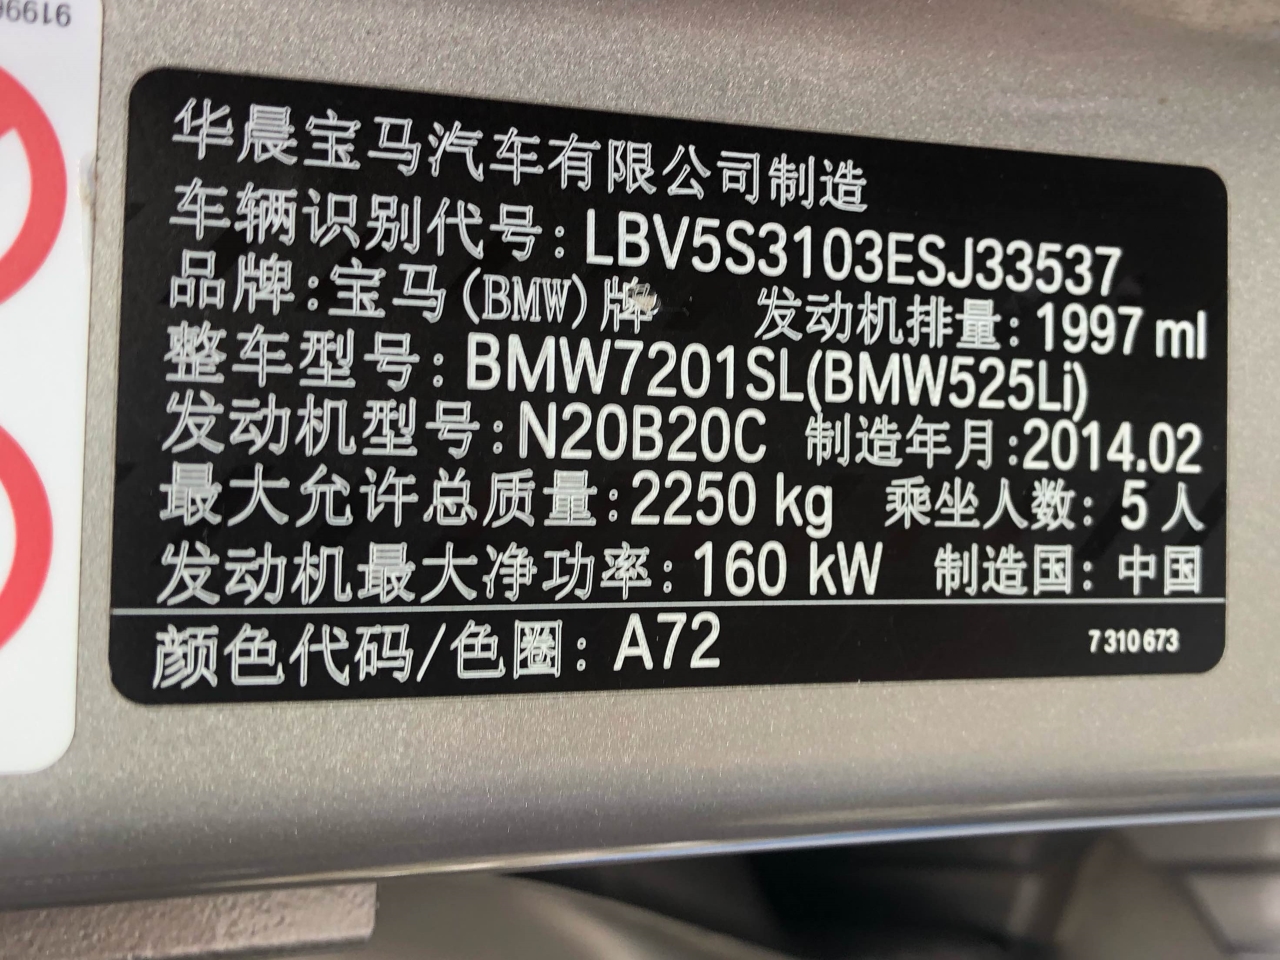 91996
华晨宝马汽车有限公司制造
车辆识别代号：LBV5S3103ESJ33537
品牌：宝马(BMW)牌 发动机排量：1997 ml
整车型号：BMW7201SL(BMW525Li)
发动机型号：N20B20C 制造年月：2014.02
最大允许总质量：2250 kg 乘坐人数：5人
发动机最大净功率：160 kW 制造国：中国
颜色代码/色圈：A72 7 310 673